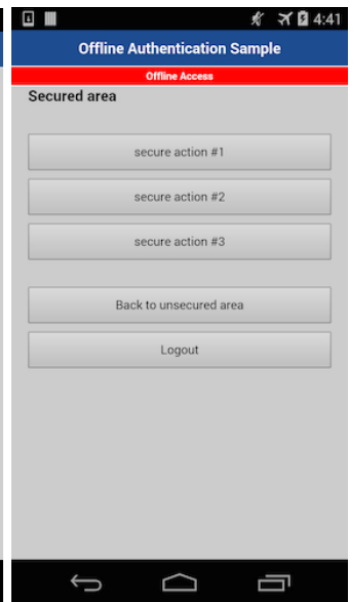 4:41
Offline Authentication Sample
Offline Access
Secured area
secure action #1
secure action #2
secure action #3
Back to unsecured area
Logout